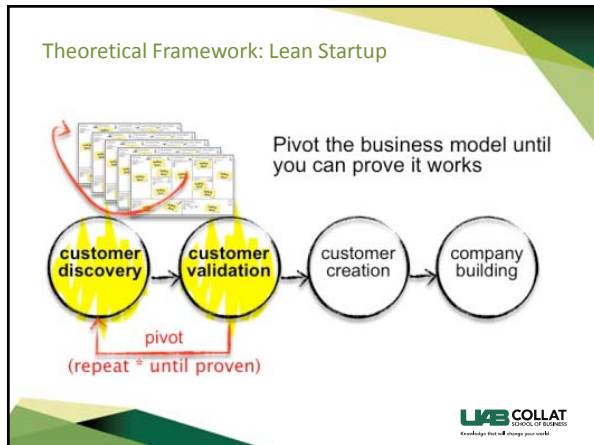 Theoretical Framework: Lean Startup
Pivot the business model until
you can prove it works
customer
discovery
customer
validation
customer
creation
company
building
pivot
(repeat * until proven)
UAB COLLAT
SCHOOL OF BUSINESS
Knowledge that will change your world